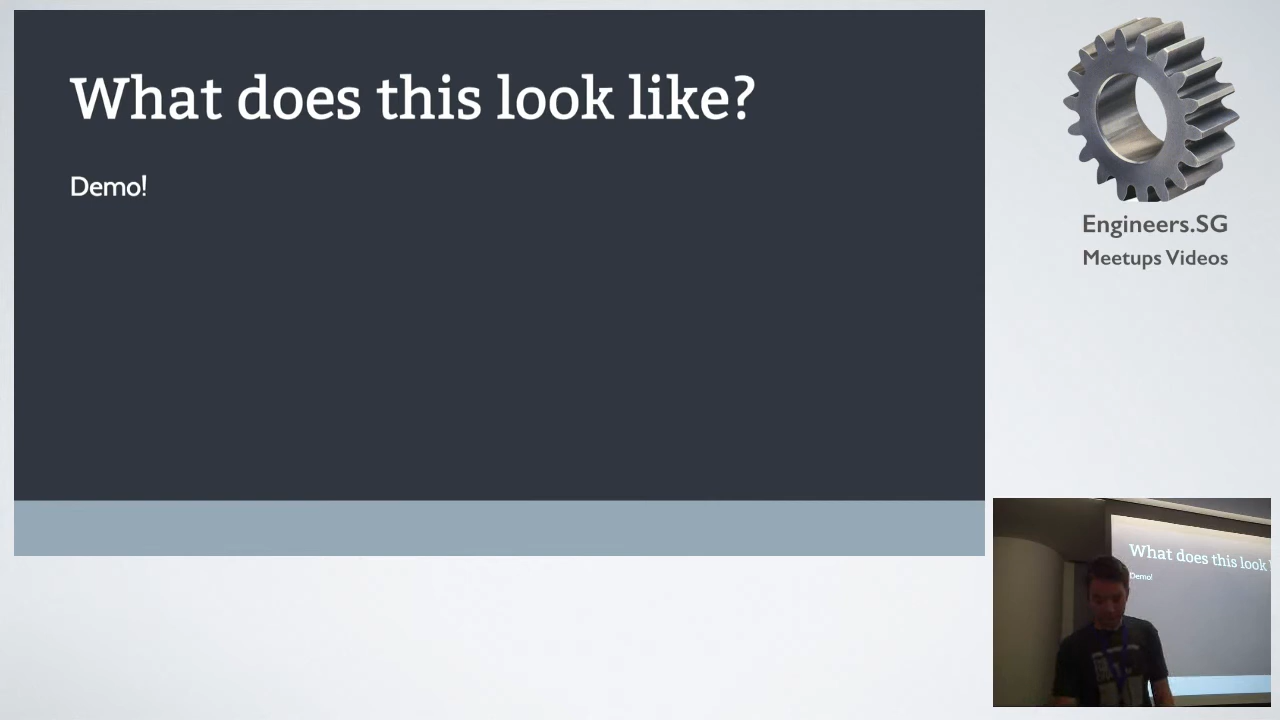 What does this look like?
Demo!
Engineers.SG
Meetups Videos
What does this look
Demo!